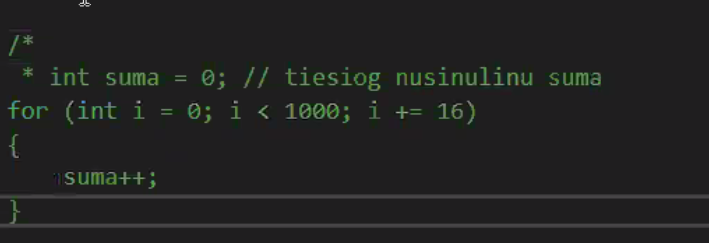 /*
* int suma = 0; // tiesiog nusinulinu suma
for (int i = 0; i < 1000; i += 16)
{
suma++;
}